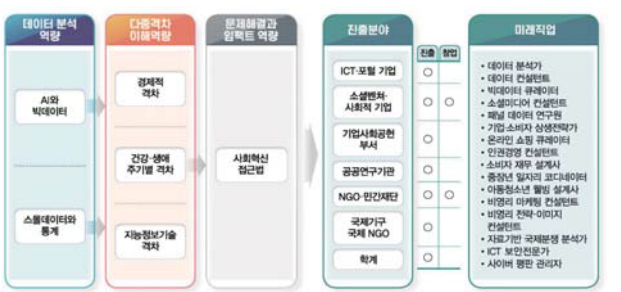 데이터 분석
역량
AI와
빅데이터
스몰데이터와
통계
다중격차
이해역량
경제적
격차
건강·생애
주기별 격차
지능정보기술
격차
문제해결과
임팩트 역량
사회혁신
접근법
진출분야
진출 창업
ICT·포털 기업 ○
소셜벤처·
사회적 기업 ○ ○
기업사회공헌
부서 ○
공공연구기관 ○
NGO·민간재단 ○ ○
국제기구
국제 NGO ○
학계 ○
미래직업
• 데이터 분석가
• 데이터 컨설턴트
• 빅데이터 큐레이터
• 소셜미디어 컨설턴트
• 패널 데이터 연구원
• 기업·소비자 상생전략가
• 온라인 쇼핑 큐레이터
• 인권경영 컨설턴트
• 소비자 재무 설계사
• 중장년 일자리 코디네이터
• 아동청소년 웰빙 설계사
• 비영리 마케팅 컨설턴트
• 비영리 전략·이미지
컨설턴트
• 자료기반 국제분쟁 분석가
• ICT 보안전문가
• 사이버 평판 관리자